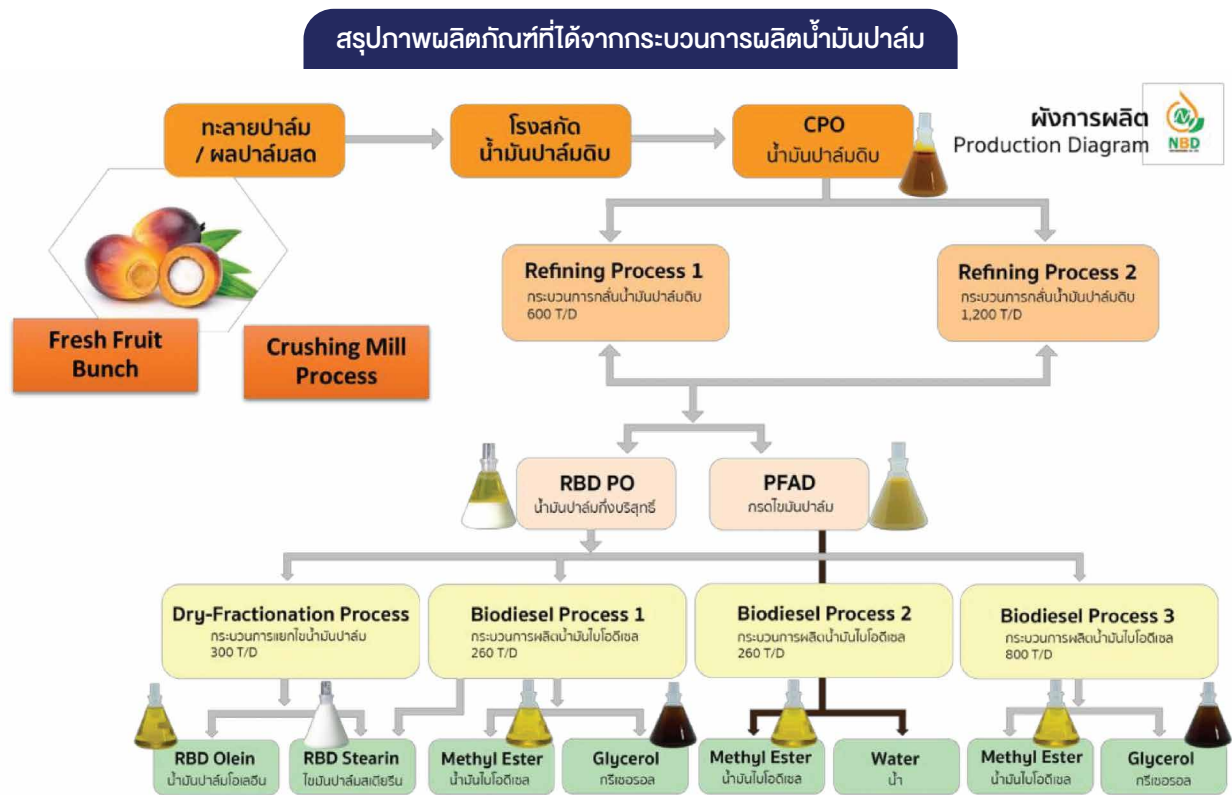 สรุปภาพผลิตภัณฑ์ที่ได้จากกระบวนการผลิตน้ำมันปาล์ม
ทะลายปาล์ม
/ ผลปาล์มสด
โรงสกัด
น้ำมันปาล์มดิบ
CPO
น้ำมันปาล์มดิบ
ผังการผลิต
Production Diagram
NBD
Fresh Fruit
Bunch
Crushing Mill
Process
Refining Process 1
กระบวนการกลั่นน้ำมันปาล์มดิบ
600 T/D
Refining Process 2
กระบวนการกลั่นน้ำมันปาล์มดิบ
1,200 T/D
RBD PO
น้ำมันปาล์มกึ่งบริสุทธิ์
PFAD
กรดไขมันปาล์ม
Dry-Fractionation Process
กระบวนการแยกไขน้ำมันปาล์ม
300 T/D
Biodiesel Process 1
กระบวนการผลิตน้ำมันไบโอดีเซล
260 T/D
Biodiesel Process 2
กระบวนการผลิตน้ำมันไบโอดีเซล
260 T/D
Biodiesel Process 3
กระบวนการผลิตน้ำมันไบโอดีเซล
800 T/D
RBD Olein
น้ำมันปาล์มโอเลอีน
RBD Stearin
ไขมันปาล์มสเตียรีน
Methyl Ester
น้ำมันไบโอดีเซล
Glycerol
กรีเซอรอล
Methyl Ester
น้ำมันไบโอดีเซล
Water
น้ำ
Methyl Ester
น้ำมันไบโอดีเซล
Glycerol
กรีเซอรอล